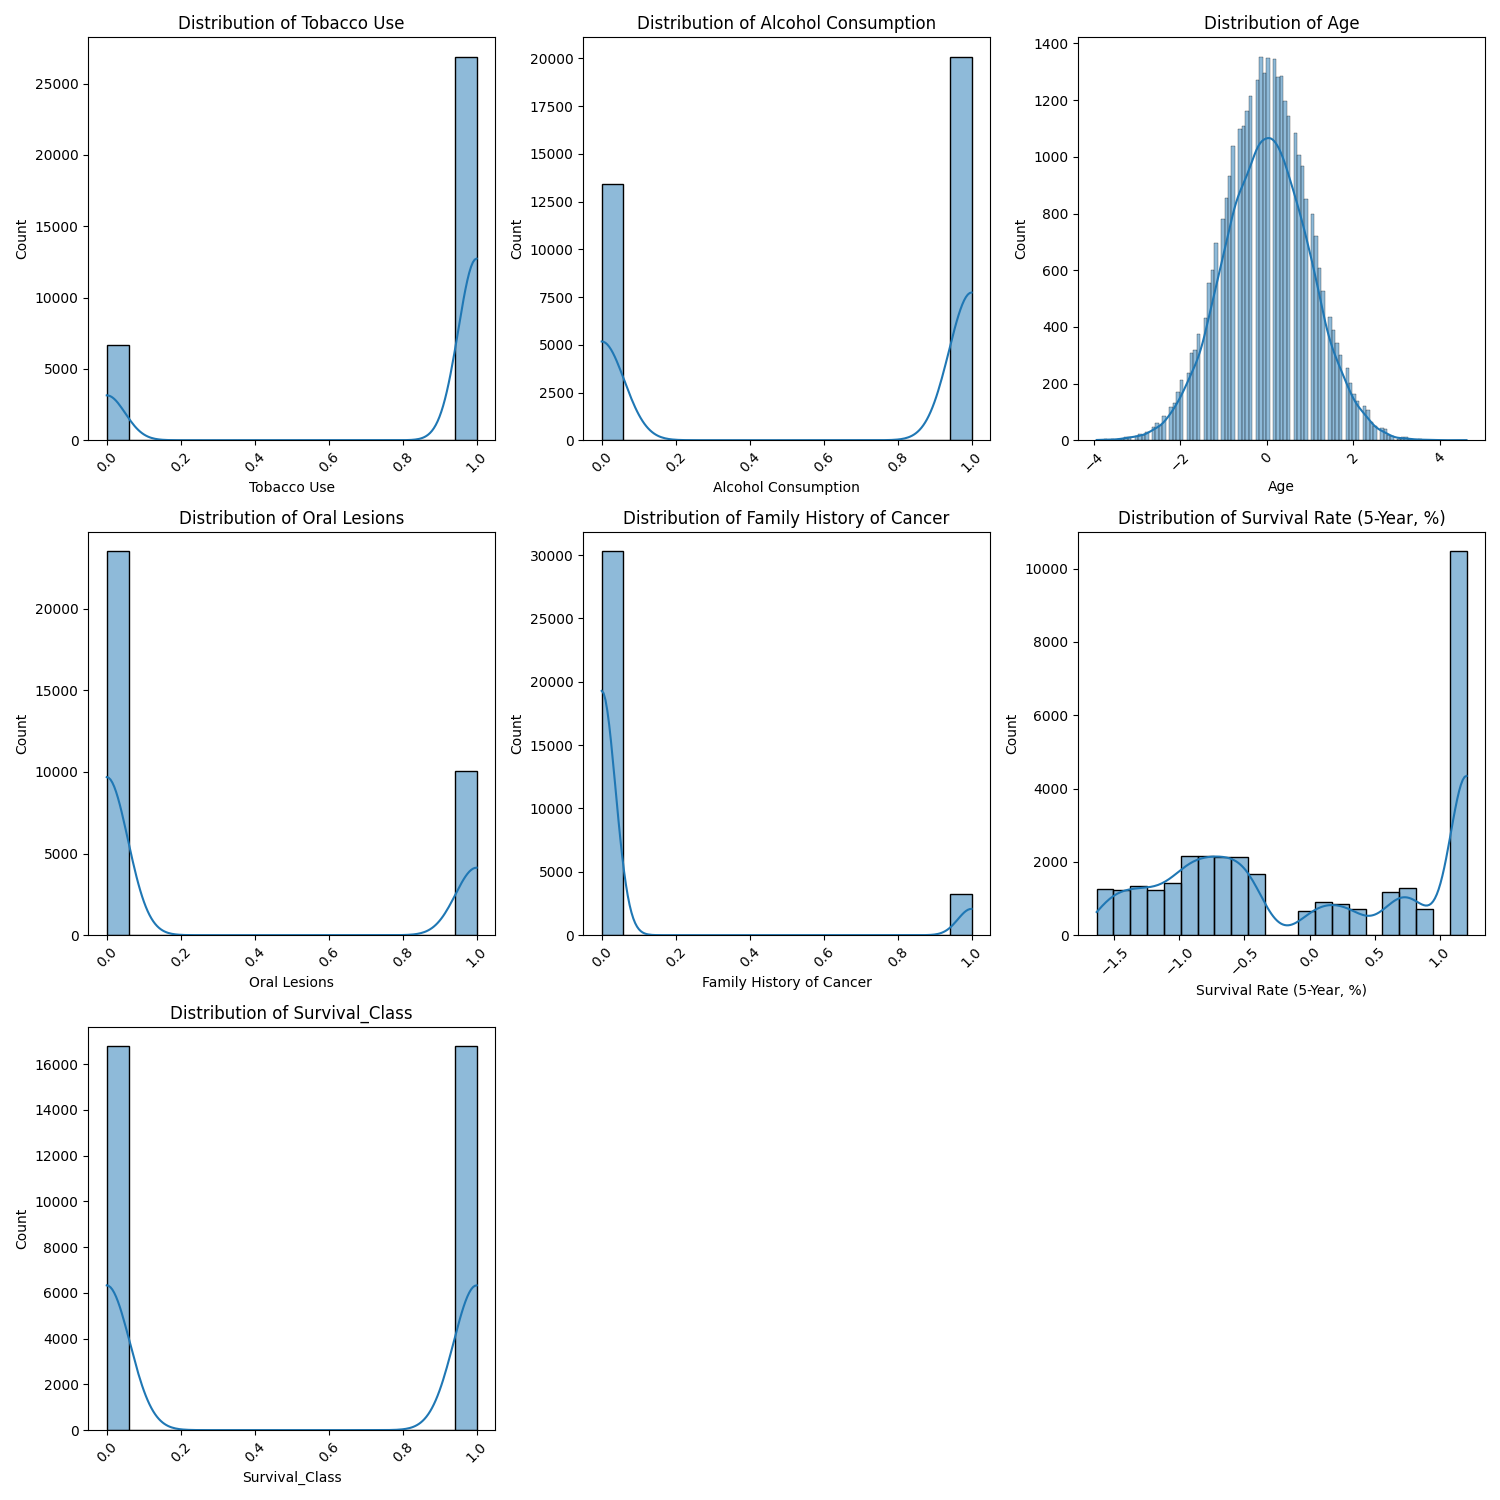 Distribution of Tobacco Use
Count
25000
20000
15000
10000
5000
0
0.0 0.2 0.4 0.6 0.8 1.0
Tobacco Use
Distribution of Alcohol Consumption
Count
20000
17500
15000
12500
10000
7500
5000
2500
0
0.0 0.2 0.4 0.6 0.8 1.0
Alcohol Consumption
Distribution of Age
Count
1400
1200
1000
800
600
400
200
0
−4 −2 0 2 4
Age
Distribution of Oral Lesions
Count
20000
15000
10000
5000
0
0.0 0.2 0.4 0.6 0.8 1.0
Oral Lesions
Distribution of Family History of Cancer
Count
30000
25000
20000
15000
10000
5000
0
0.0 0.2 0.4 0.6 0.8 1.0
Family History of Cancer
Distribution of Survival Rate (5-Year, %)
Count
10000
8000
6000
4000
2000
0
−1.5 −1.0 −0.5 0.0 0.5 1.0
Survival Rate (5-Year, %)
Distribution of Survival_Class
Count
16000
14000
12000
10000
8000
6000
4000
2000
0
0.0 0.2 0.4 0.6 0.8 1.0
Survival_Class